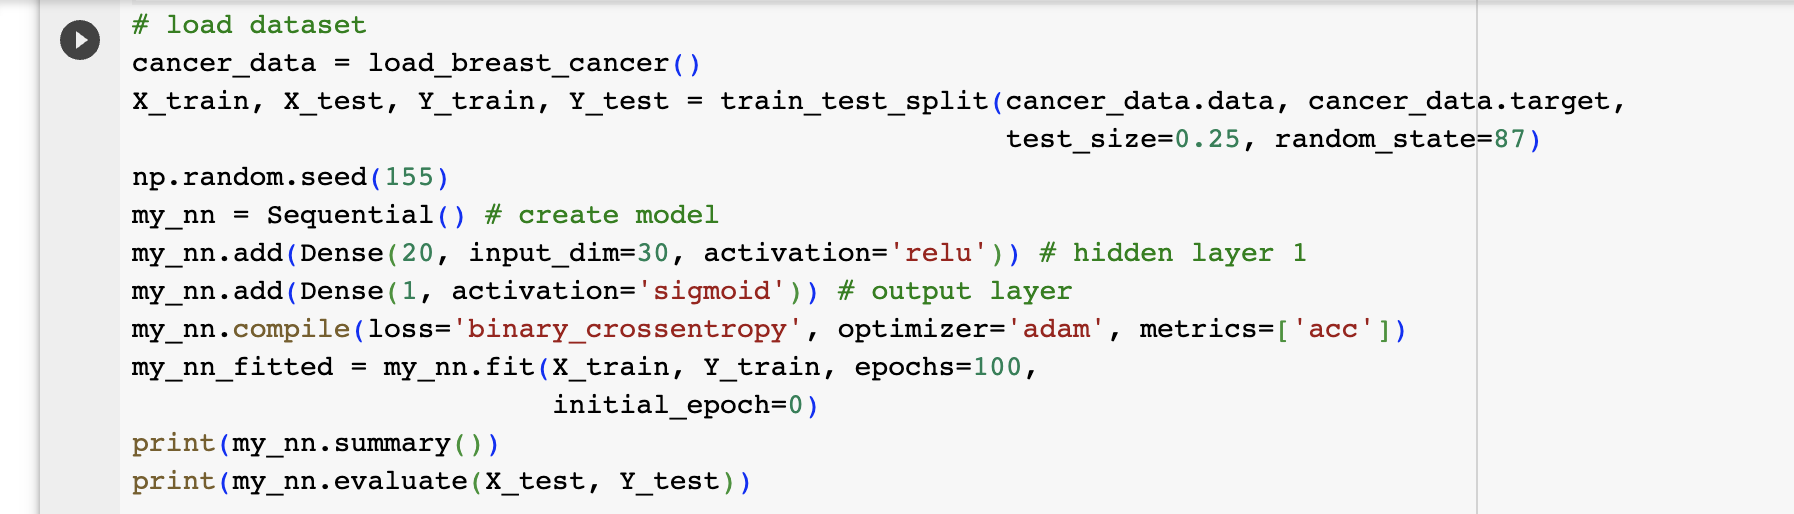 # load dataset
cancer_data = load_breast_cancer()
X_train, X_test, Y_train, Y_test = train_test_split(cancer_data.data, cancer_data.target,
                                                    test_size=0.25, random_state=87)
np.random.seed(155)
my_nn = Sequential() # create model
my_nn.add(Dense(20, input_dim=30, activation='relu')) # hidden layer 1
my_nn.add(Dense(1, activation='sigmoid')) # output layer
my_nn.compile(loss='binary_crossentropy', optimizer='adam', metrics=['acc'])
my_nn_fitted = my_nn.fit(X_train, Y_train, epochs=100,
                         initial_epoch=0)
print(my_nn.summary())
print(my_nn.evaluate(X_test, Y_test))